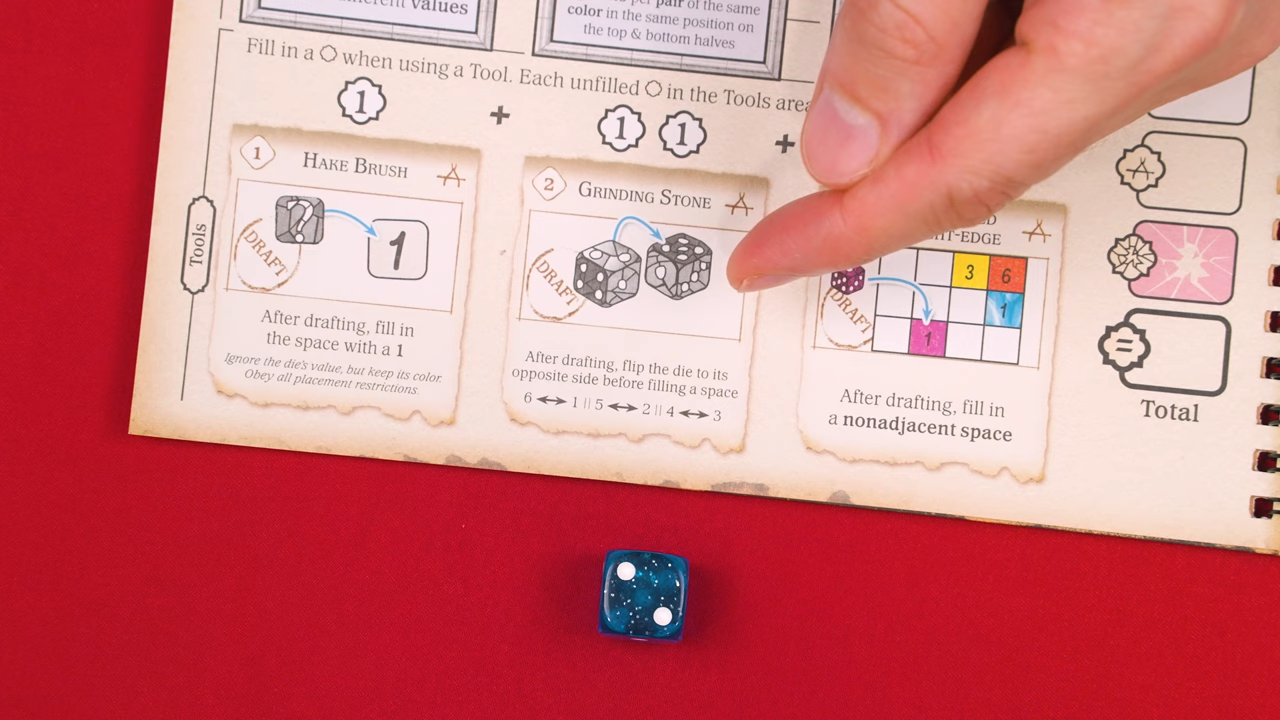 different values
per pair of the same
color in the same position on
the top & bottom halves
Fill in a when using a Tool. Each unfilled in the Tools area
1
+
1 1
+
Tools
1 HAKE BRUSH
?
1
DRAFT
After drafting, fill in
the space with a 1
Ignore the die's value, but keep its color.
Obey all placement restrictions.
2 GRINDING STONE
DRAFT
After drafting, flip the die to its
opposite side before filling a space
6 ↔ 1 || 5 ↔ 2 || 4 ↔ 3
HT-EDGE
DRAFT
3 6
1
1
After drafting, fill in
a nonadjacent space
=
Total